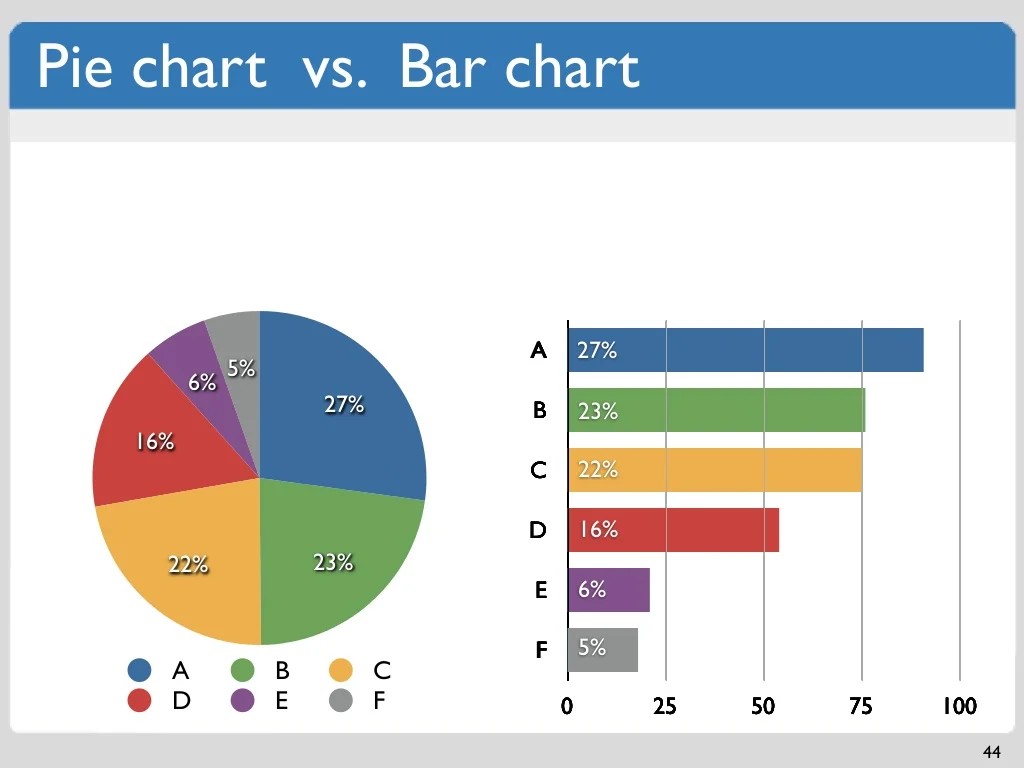 Pie chart vs. Bar chart
27%
23%
22%
16%
6%
5%
A B C
D E F
A 27%
B 23%
C 22%
D 16%
E 6%
F 5%
0 25 50 75 100
44